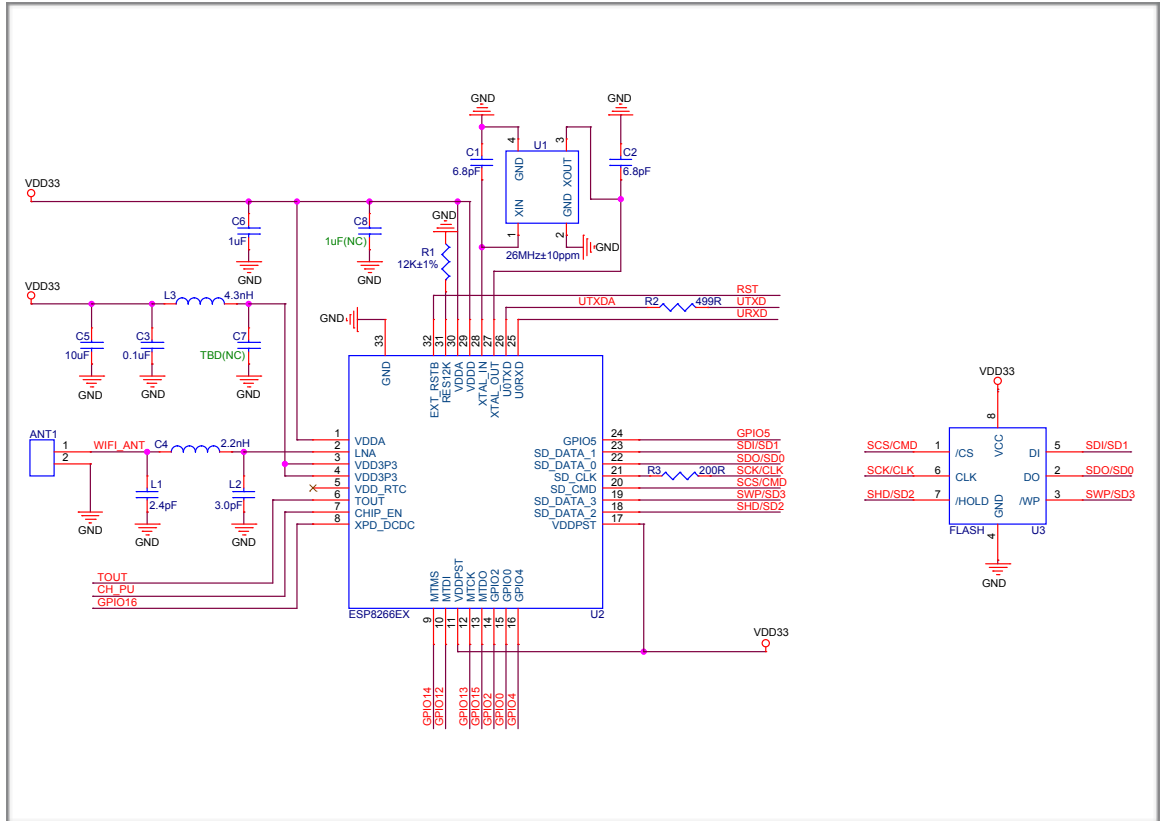 GND
GND
4
3
U1
C1
6.8pF
GND
XOUT
C2
6.8pF
VDD33
XIN
GND
1
2
GND
26MHz±10ppm
C6
1uF
GND
C8
1uF(NC)
GND
GND
R1
12K±1%
VDD33
L3
4.3nH
RST
UTXDA
R2
499R
UTXD
URXD
C5
10uF
GND
C3
0.1uF
GND
C7
TBD(NC)
GND
GND
33
32
31
30
29
28
27
26
25
GND
EXT_RSTB
RES12K
VDDA
VDDD
XTAL_IN
XTAL_OUT
U0TXD
U0RXD
ANT1
1
2
WIFI_ANT
C4
2.2nH
GND
L1
2.4pF
GND
L2
3.0pF
GND
1
VDDA
2
LNA
3
VDD3P3
4
VDD3P3
5
VDD_RTC
6
TOUT
7
CHIP_EN
8
XPD_DCDC
GPIO5
24
GPIO5
SD_DATA_1
23
SDI/SD1
SD_DATA_0
22
SDO/SD0
SD_CLK
21
R3
200R
SCK/CLK
SD_CMD
20
SCS/CMD
SD_DATA_3
19
SWP/SD3
SD_DATA_2
18
SHD/SD2
VDDPST
17
TOUT
CH_PU
GPIO16
MTMS
MTDI
VDDPST
MTCK
MTDO
GPIO2
GPIO0
GPIO4
ESP8266EX
U2
9
10
11
12
13
14
15
16
VDD33
GPIO14
GPIO12
GPIO13
GPIO15
GPIO2
GPIO0
GPIO4
VDD33
8
VCC
SCS/CMD
1
/CS
DI
5
SDI/SD1
SCK/CLK
6
CLK
DO
2
SDO/SD0
SHD/SD2
7
/HOLD
/WP
3
SWP/SD3
GND
FLASH
4
U3
GND